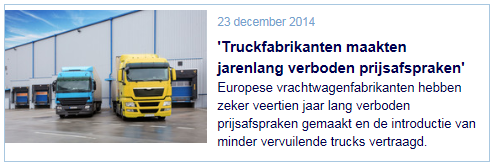 23 december 2014
'Truckfabrikanten maakten
jarenlang verboden prijsafspraken'
Europese vrachtwagenfabrikanten hebben
zeker veertien jaar lang verboden
prijsafspraken gemaakt en de introductie van
minder vervuilende trucks vertraagd.